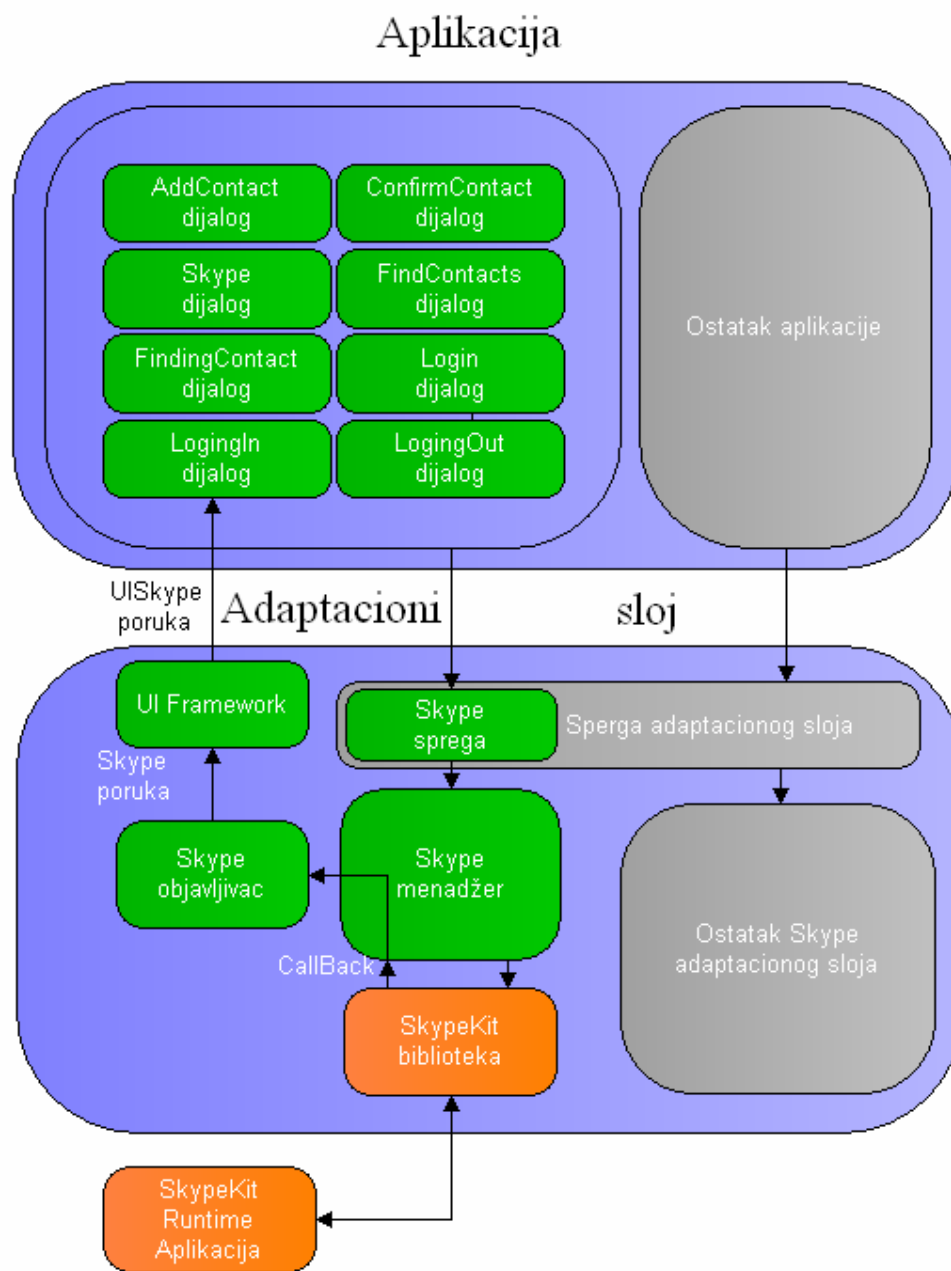 Aplikacija
AddContact
dijalog
ConfirmContact
dijalog
Skype
dijalog
FindContacts
dijalog
Ostatak aplikacije
FindingContact
dijalog
Login
dijalog
LogingIn
dijalog
LogingOut
dijalog
UISkype
poruka
Adaptacioni sloj
UI Framework
Skype
sprega
Sperga adaptacionog sloja
Skype
poruka
Skype
objavljivac
Skype
menadžer
Ostatak Skype
adaptacionog sloja
CallBack
SkypeKit
biblioteka
SkypeKit
Runtime
Aplikacija